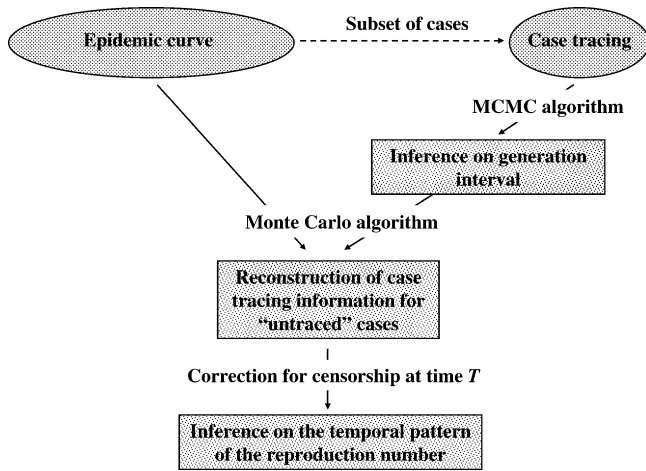 Epidemic curve
Subset of cases
Case tracing
MCMC algorithm
Inference on generation
interval
Monte Carlo algorithm
Reconstruction of case
tracing information for
“untraced” cases
Correction for censorship at time T
Inference on the temporal pattern
of the reproduction number